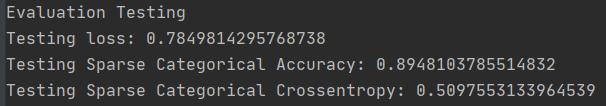 Evaluation Testing
Testing loss: 0.7849814295768738
Testing Sparse Categorical Accuracy: 0.8948103785514832
Testing Sparse Categorical Crossentropy: 0.5097553133964539